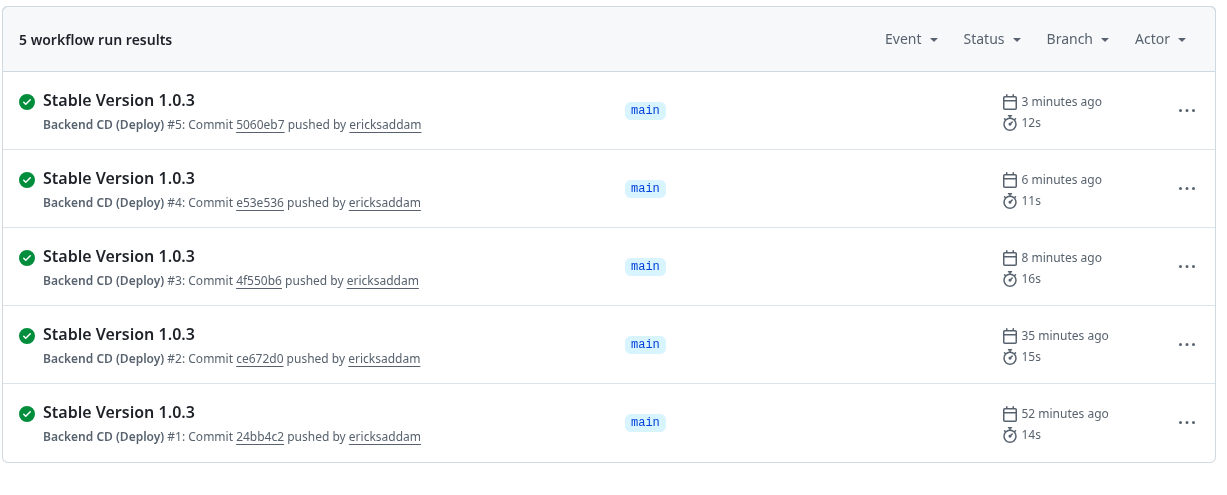 5 workflow run results
Event Status Branch Actor
Stable Version 1.0.3
Backend CD (Deploy) #5: Commit 5060eb7 pushed by ericksaddam
main
3 minutes ago
12s
Stable Version 1.0.3
Backend CD (Deploy) #4: Commit e53e536 pushed by ericksaddam
main
6 minutes ago
11s
Stable Version 1.0.3
Backend CD (Deploy) #3: Commit 4f550b6 pushed by ericksaddam
main
8 minutes ago
16s
Stable Version 1.0.3
Backend CD (Deploy) #2: Commit ce672d0 pushed by ericksaddam
main
35 minutes ago
15s
Stable Version 1.0.3
Backend CD (Deploy) #1: Commit 24bb4c2 pushed by ericksaddam
main
52 minutes ago
14s